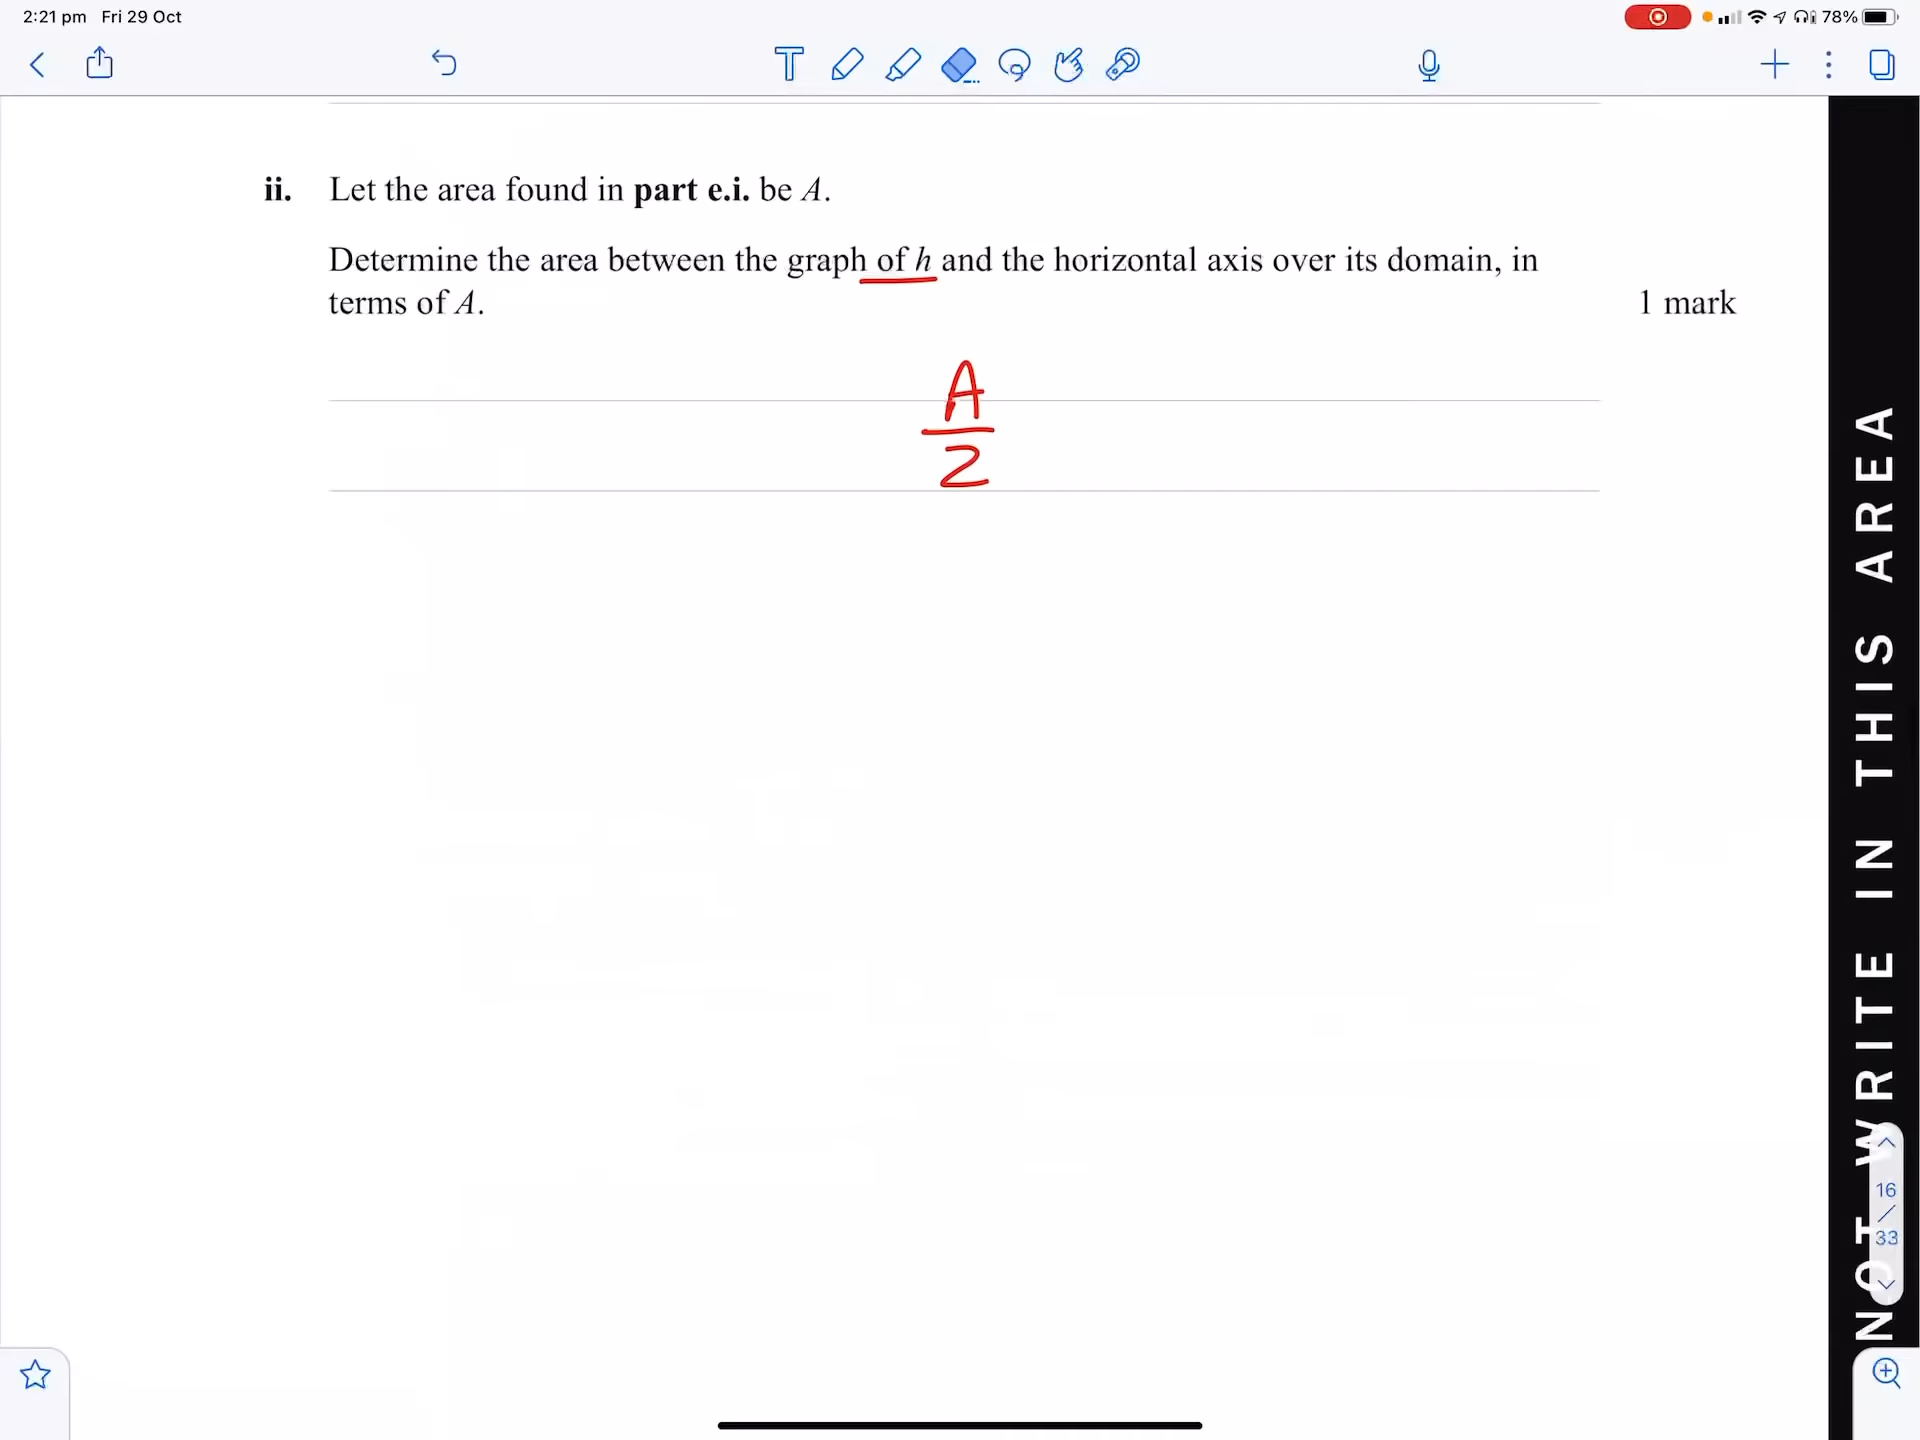 2:21 pm Fri 29 Oct
78%
ii. Let the area found in part e.i. be A.
Determine the area between the graph of h and the horizontal axis over its domain, in
terms of A.
1 mark
A
2
NOT WRITE IN THIS AREA
16
/
33